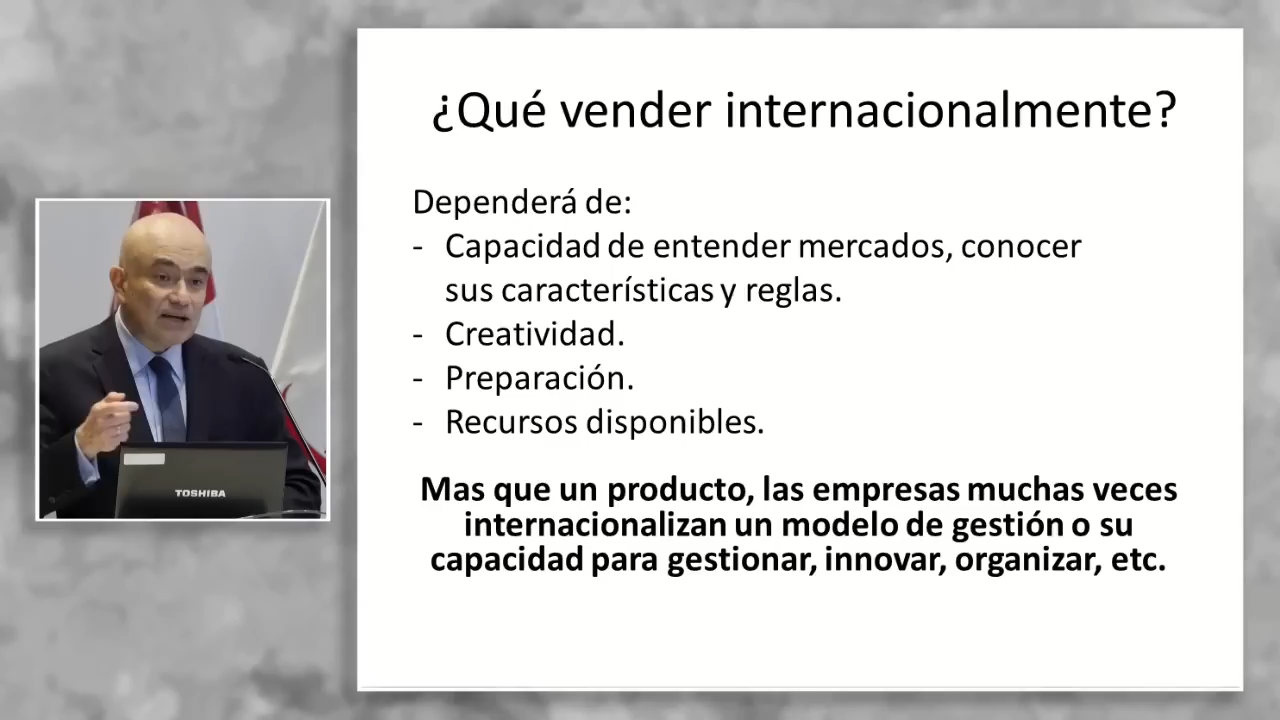 ¿Qué vender internacionalmente?
Dependerá de:
- Capacidad de entender mercados, conocer
sus características y reglas.
- Creatividad.
- Preparación.
- Recursos disponibles.
Mas que un producto, las empresas muchas veces
internacionalizan un modelo de gestión o su
capacidad para gestionar, innovar, organizar, etc.
TOSHIBA